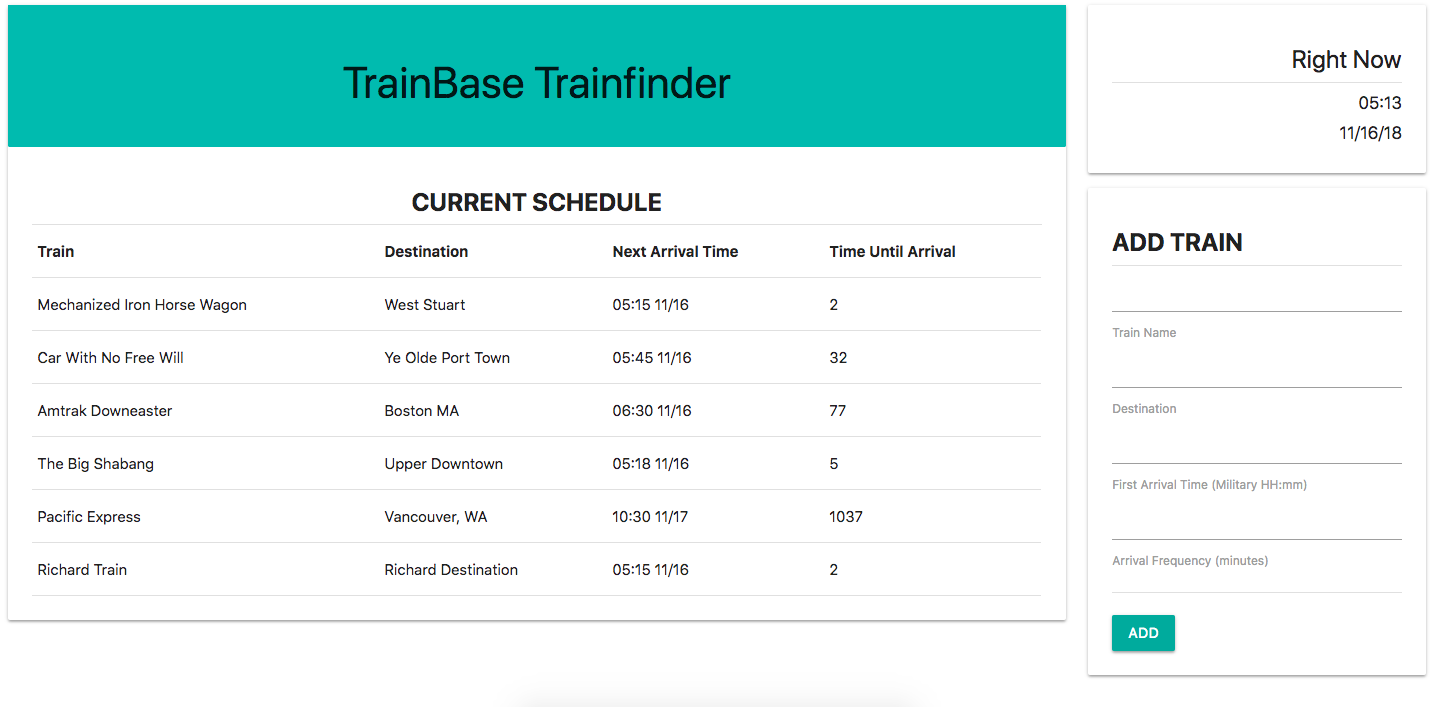 TrainBase Trainfinder
CURRENT SCHEDULE
Train Destination Next Arrival Time Time Until Arrival
Mechanized Iron Horse Wagon West Stuart 05:15 11/16 2
Car With No Free Will Ye Olde Port Town 05:45 11/16 32
Amtrak Downeaster Boston MA 06:30 11/16 77
The Big Shabang Upper Downtown 05:18 11/16 5
Pacific Express Vancouver, WA 10:30 11/17 1037
Richard Train Richard Destination 05:15 11/16 2
Right Now
05:13
11/16/18
ADD TRAIN
Train Name
Destination
First Arrival Time (Military HH:mm)
Arrival Frequency (minutes)
ADD